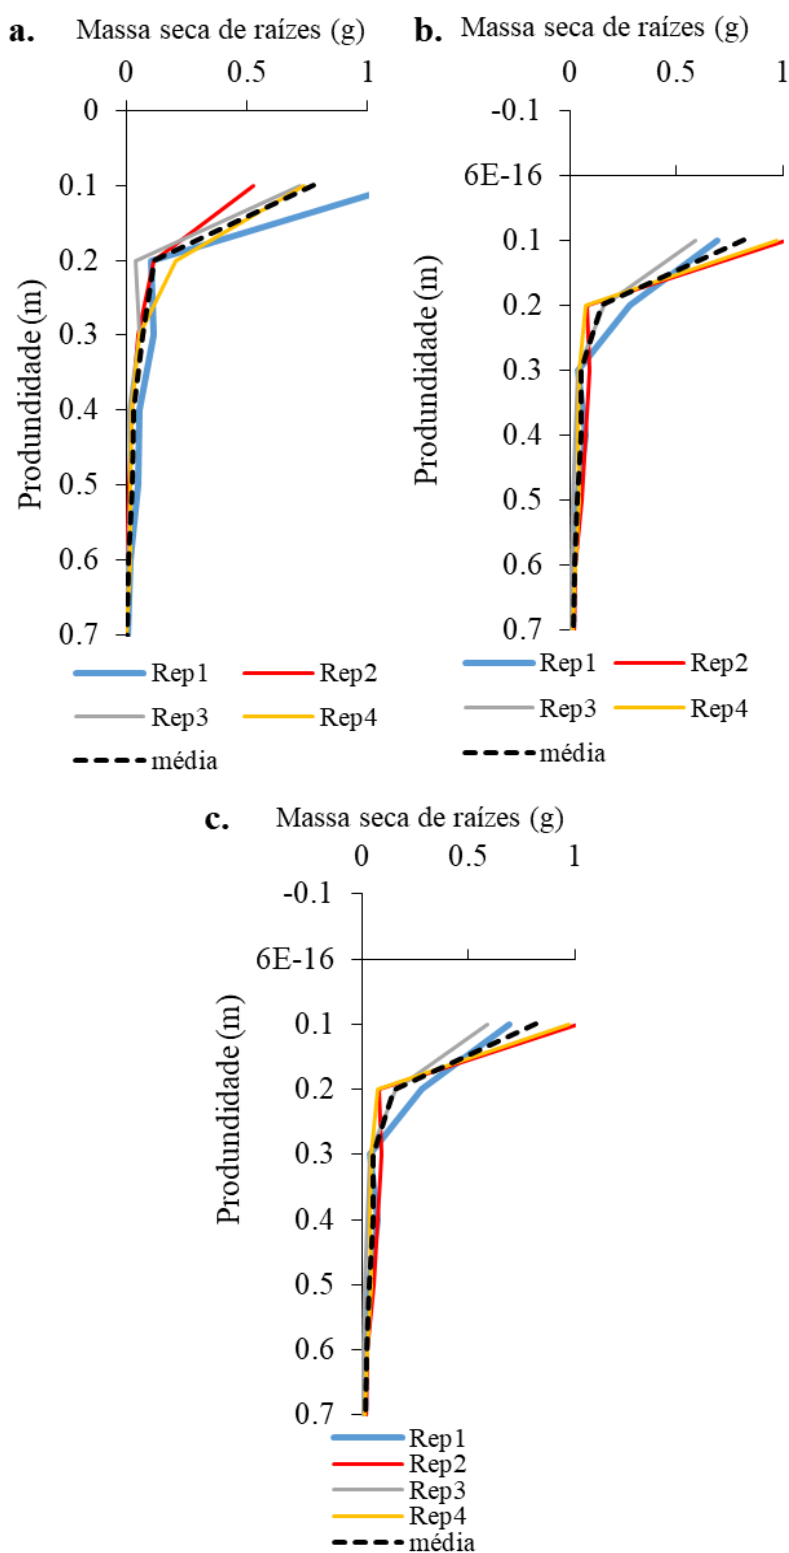 a. Massa seca de raízes (g)
0 0.5 1
0
0.1
0.2
0.3
0.4
0.5
0.6
0.7
Produndidade (m)
Rep1 Rep2
Rep3 Rep4
média
b. Massa seca de raízes (g)
0 0.5 1
-0.1
6E-16
0.1
0.2
0.3
0.4
0.5
0.6
0.7
Produndidade (m)
Rep1 Rep2
Rep3 Rep4
média
c. Massa seca de raízes (g)
0 0.5 1
-0.1
6E-16
0.1
0.2
0.3
0.4
0.5
0.6
0.7
Produndidade (m)
Rep1
Rep2
Rep3
Rep4
média